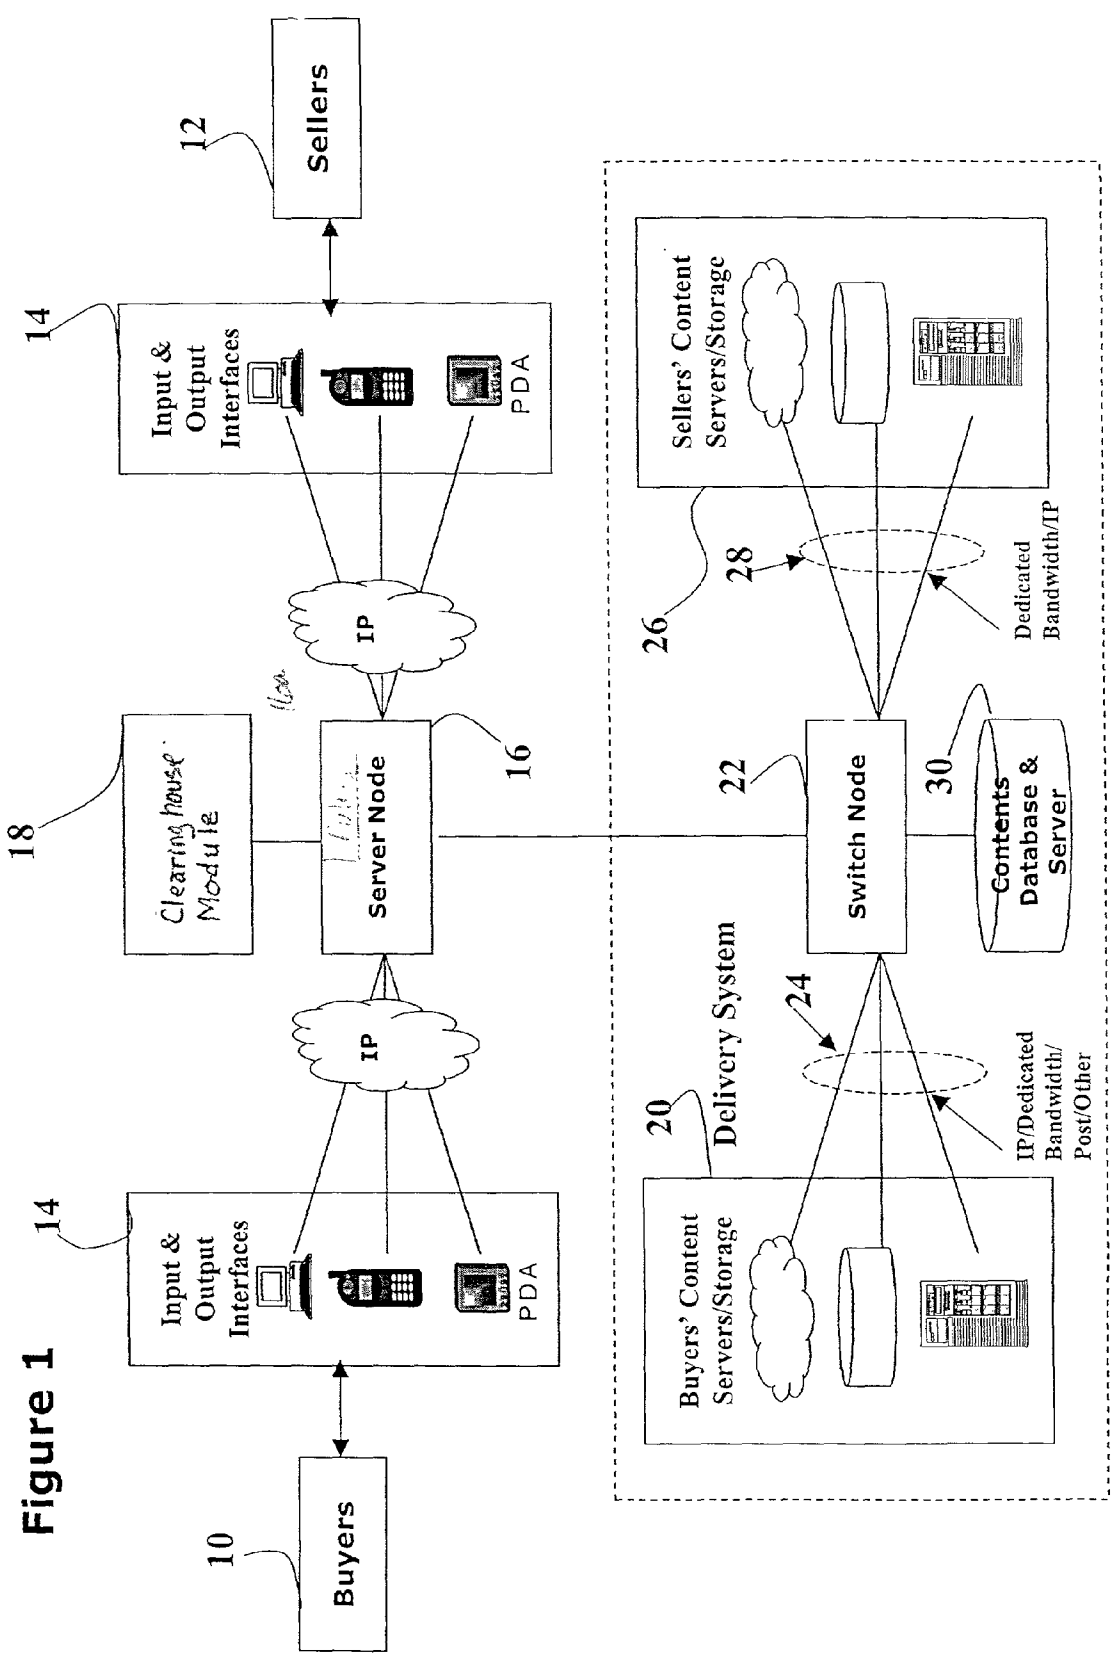 Figure 1
18
Clearinghouse
Module
14
Input &
Output
Interfaces
PDA
14
Input &
Output
Interfaces
PDA
10
Buyers
12
Sellers
IP
IP
Server Node
16
Delivery System
20
Buyers' Content
Servers/Storage
24
IP/Dedicated
Bandwidth/
Post/Other
22
Switch Node
30
Contents
Database &
Server
26
Sellers' Content
Servers/Storage
28
Dedicated
Bandwidth/IP